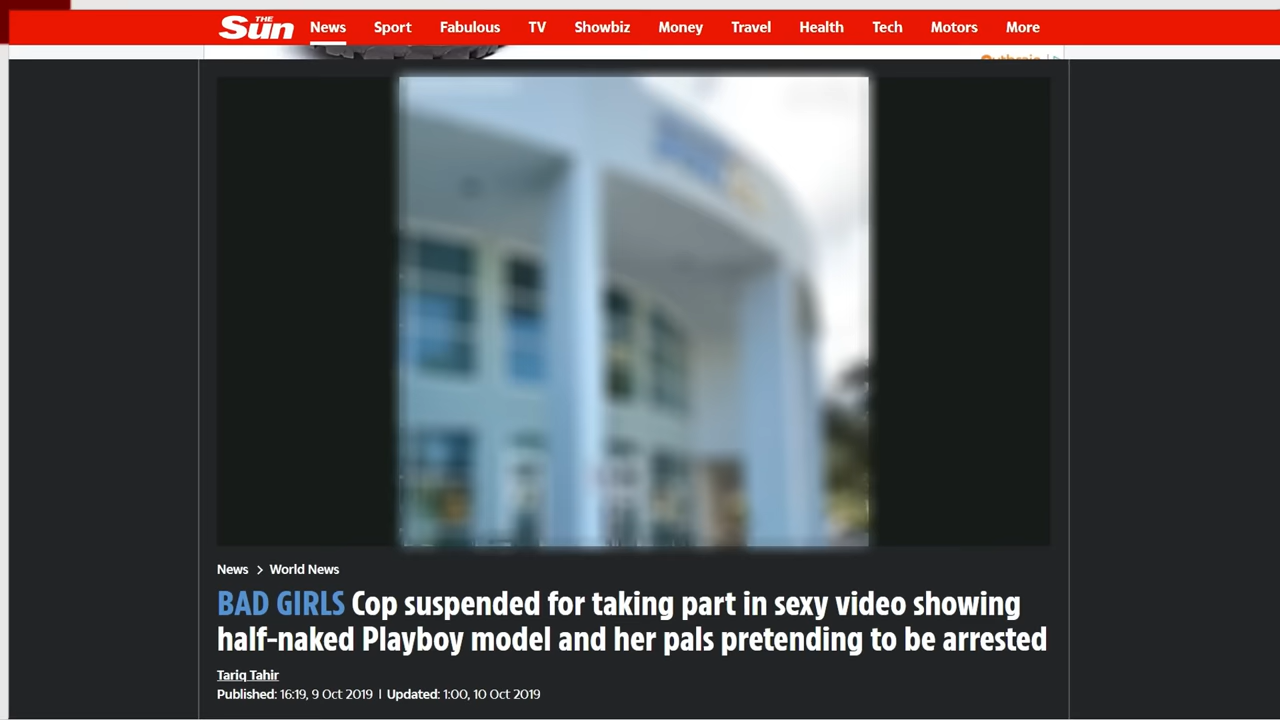 THE Sun News Sport Fabulous TV Showbiz Money Travel Health Tech Motors More
News > World News
BAD GIRLS Cop suspended for taking part in sexy video showing
half-naked Playboy model and her pals pretending to be arrested
Tariq Tahir
Published: 16:19, 9 Oct 2019 | Updated: 1:00, 10 Oct 2019